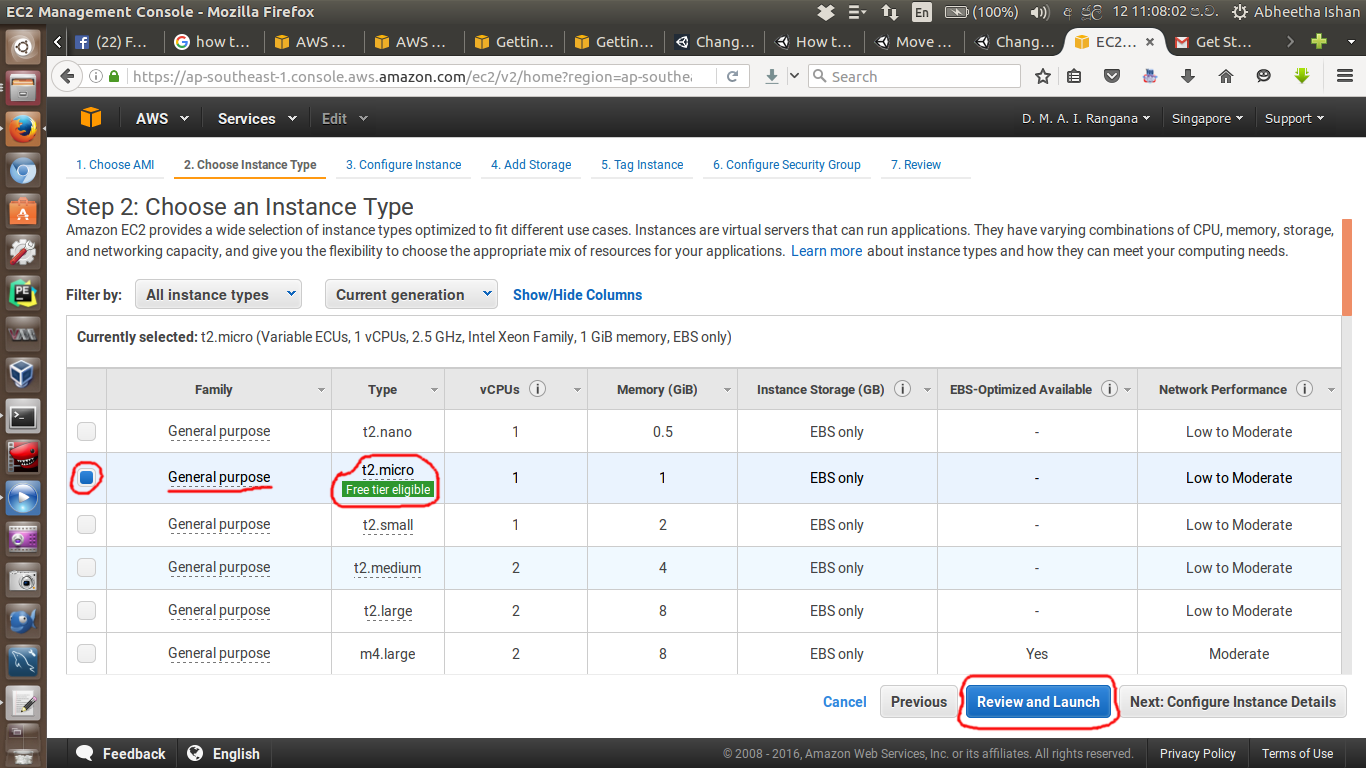 EC2 Management Console - Mozilla Firefox
En (100%) අ ජූලි 12 11:08:02 ප.ව. Abheetha Ishan
(22) F... how t... AWS ... AWS ... Gettin... Gettin... Chang... How t... Move ... Chang... EC2... Get St...
https://ap-southeast-1.console.aws.amazon.com/ec2/v2/home?region=ap-southea Search
AWS Services Edit D. M. A. I. Rangana Singapore Support
1. Choose AMI 2. Choose Instance Type 3. Configure Instance 4. Add Storage 5. Tag Instance 6. Configure Security Group 7. Review
Step 2: Choose an Instance Type
Amazon EC2 provides a wide selection of instance types optimized to fit different use cases. Instances are virtual servers that can run applications. They have varying combinations of CPU, memory, storage,
and networking capacity, and give you the flexibility to choose the appropriate mix of resources for your applications. Learn more about instance types and how they can meet your computing needs.
Filter by: All instance types Current generation Show/Hide Columns
Currently selected: t2.micro (Variable ECUs, 1 vCPUs, 2.5 GHz, Intel Xeon Family, 1 GiB memory, EBS only)
Family Type vCPUs Memory (GiB) Instance Storage (GB) EBS-Optimized Available Network Performance
General purpose t2.nano 1 0.5 EBS only - Low to Moderate
General purpose t2.micro 1 1 EBS only - Low to Moderate
Free tier eligible
General purpose t2.small 1 2 EBS only - Low to Moderate
General purpose t2.medium 2 4 EBS only - Low to Moderate
General purpose t2.large 2 8 EBS only - Low to Moderate
General purpose m4.large 2 8 EBS only Yes Moderate
Cancel Previous Review and Launch Next: Configure Instance Details
Feedback English © 2008 - 2016, Amazon Web Services, Inc. or its affiliates. All rights reserved. Privacy Policy Terms of Use